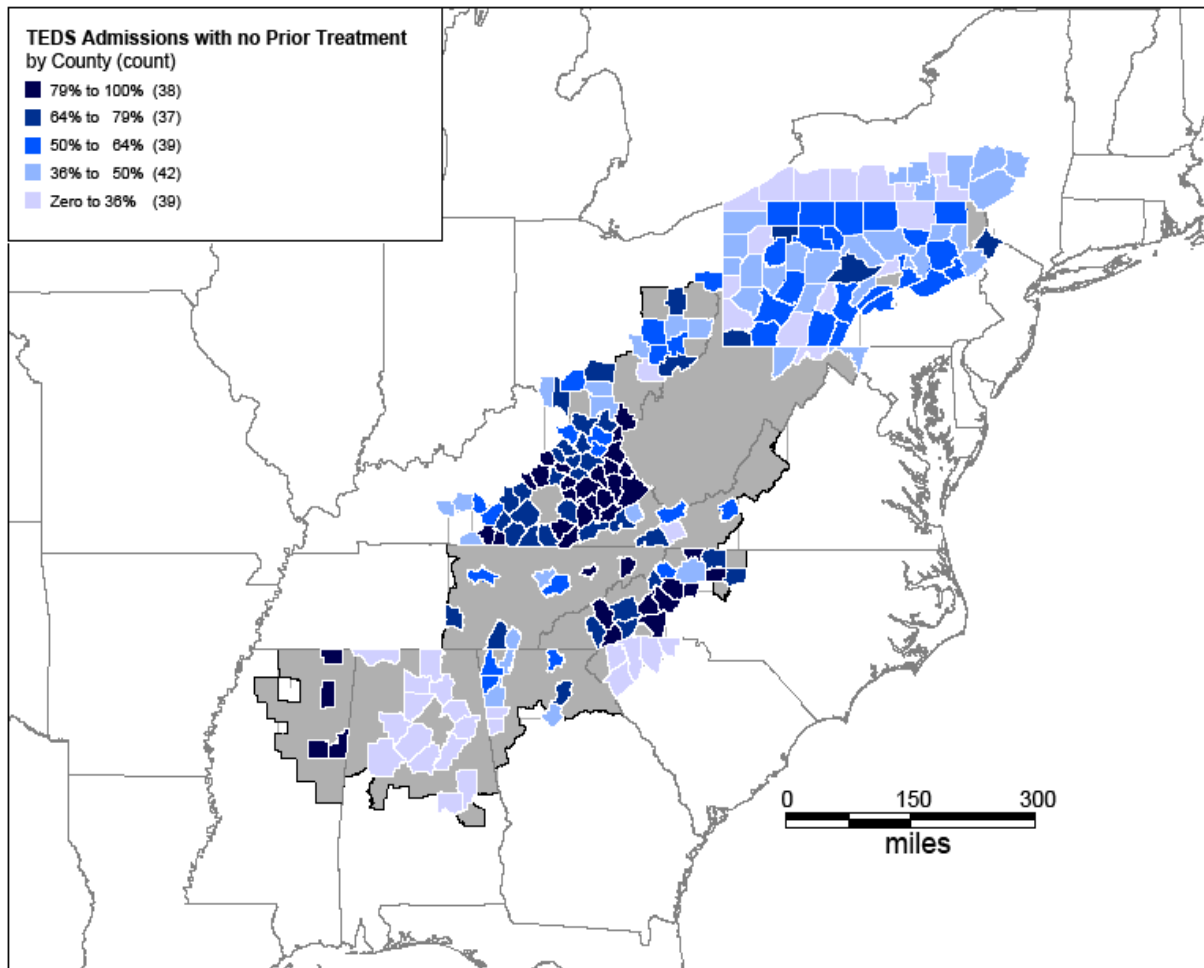 TEDS Admissions with no Prior Treatment
by County (count)
79% to 100% (38)
64% to 79% (37)
50% to 64% (39)
36% to 50% (42)
Zero to 36% (39)
0 150 300
miles